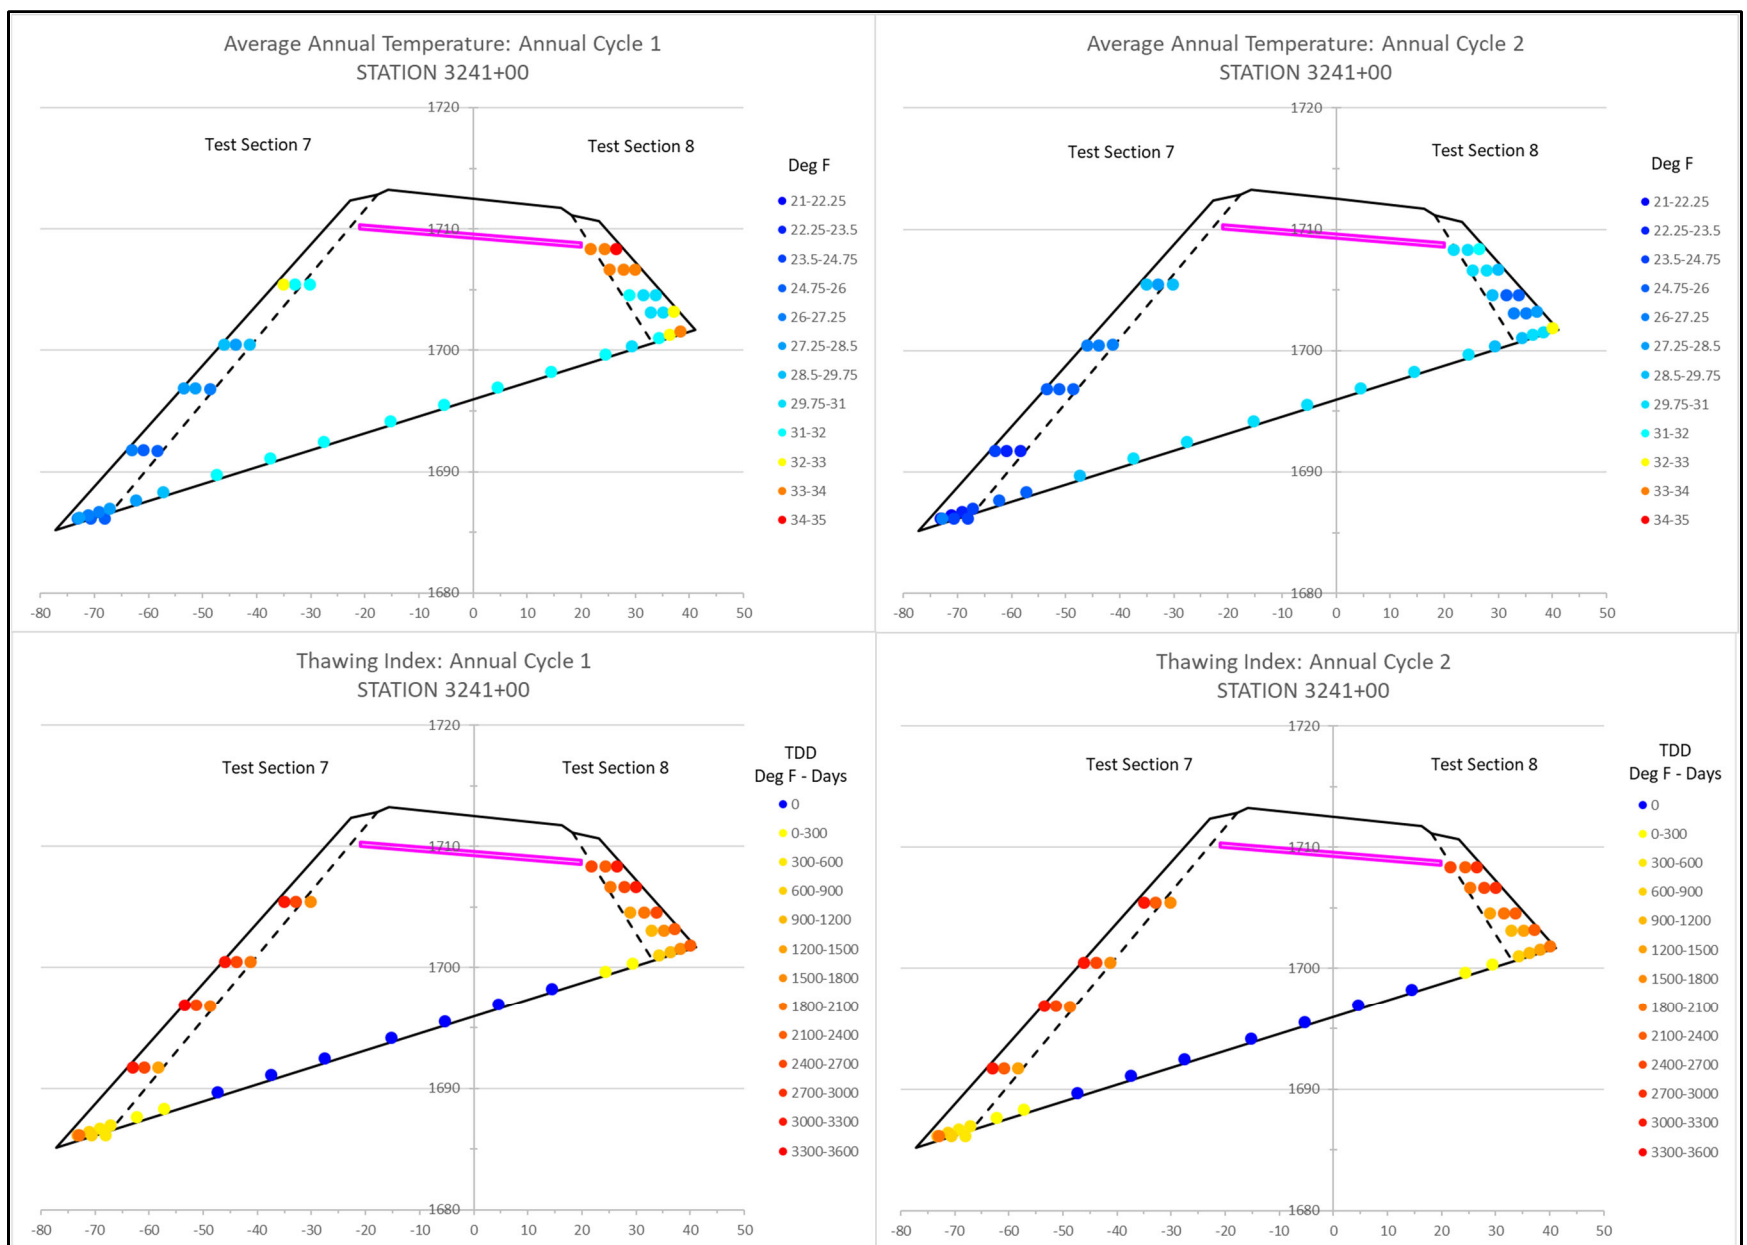 Average Annual Temperature: Annual Cycle 1
STATION 3241+00
1720
Test Section 7
Test Section 8
Deg F
21-22.25
22.25-23.5
23.5-24.75
24.75-26
26-27.25
27.25-28.5
28.5-29.75
29.75-31
31-32
32-33
33-34
34-35
1710
1700
1690
1680
-80 -70 -60 -50 -40 -30 -20 -10 0 10 20 30 40 50
Average Annual Temperature: Annual Cycle 2
STATION 3241+00
1720
Test Section 7
Test Section 8
Deg F
21-22.25
22.25-23.5
23.5-24.75
24.75-26
26-27.25
27.25-28.5
28.5-29.75
29.75-31
31-32
32-33
33-34
34-35
1710
1700
1690
1680
-80 -70 -60 -50 -40 -30 -20 -10 0 10 20 30 40 50
Thawing Index: Annual Cycle 1
STATION 3241+00
1720
Test Section 7
Test Section 8
TDD
Deg F - Days
0
0-300
300-600
600-900
900-1200
1200-1500
1500-1800
1800-2100
2100-2400
2400-2700
2700-3000
3000-3300
3300-3600
1710
1700
1690
1680
-80 -70 -60 -50 -40 -30 -20 -10 0 10 20 30 40 50
Thawing Index: Annual Cycle 2
STATION 3241+00
1720
Test Section 7
Test Section 8
TDD
Deg F - Days
0
0-300
300-600
600-900
900-1200
1200-1500
1500-1800
1800-2100
2100-2400
2400-2700
2700-3000
3000-3300
3300-3600
1710
1700
1690
1680
-80 -70 -60 -50 -40 -30 -20 -10 0 10 20 30 40 50